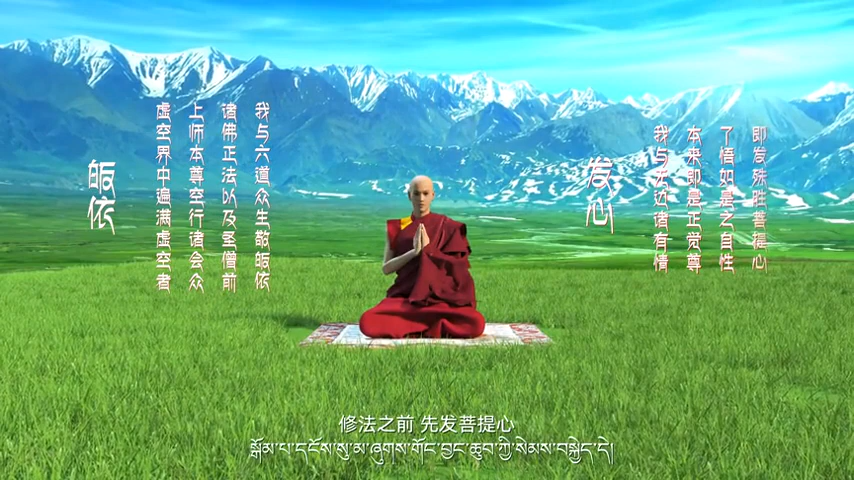 皈依
虚空界中遍满虚空者
上师本尊空行诸会众
诸佛正法以及圣僧前
我与六道众生敬皈依
发心
我与无边诸有情
本来即是正觉尊
了悟如是之自性
即发殊胜菩提心
修法之前 先发菩提心
སྒོམ་པ་དངོས་སུ་མ་ཞུགས་གོང་བྱང་ཆུབ་ཀྱི་སེམས་བསྐྱེད་དེ།